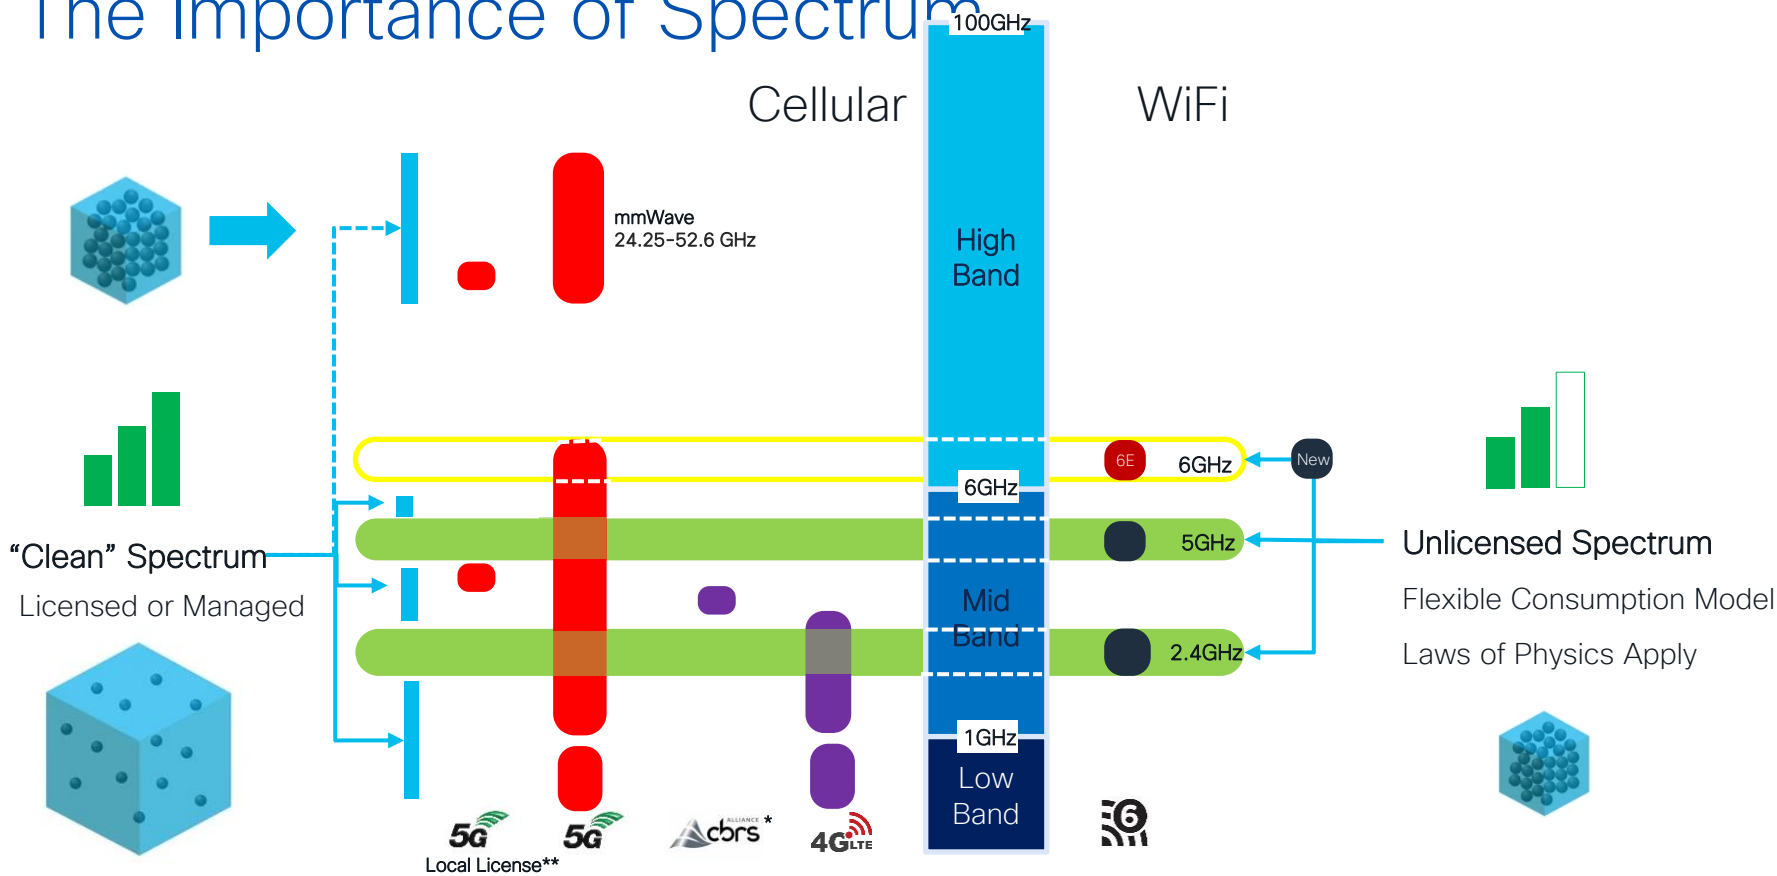 The Importance of Spectrum
100GHz
Cellular
WiFi
mmWave
24.25-52.6 GHz
High
Band
6E
6GHz
New
6GHz
"Clean" Spectrum
Licensed or Managed
5GHz
Unlicensed Spectrum
Flexible Consumption Model
Laws of Physics Apply
Mid
Band
2.4GHz
1GHz
Low
Band
5G
Local License**
5G
ALLIANCE
cbrs *
4G LTE
6